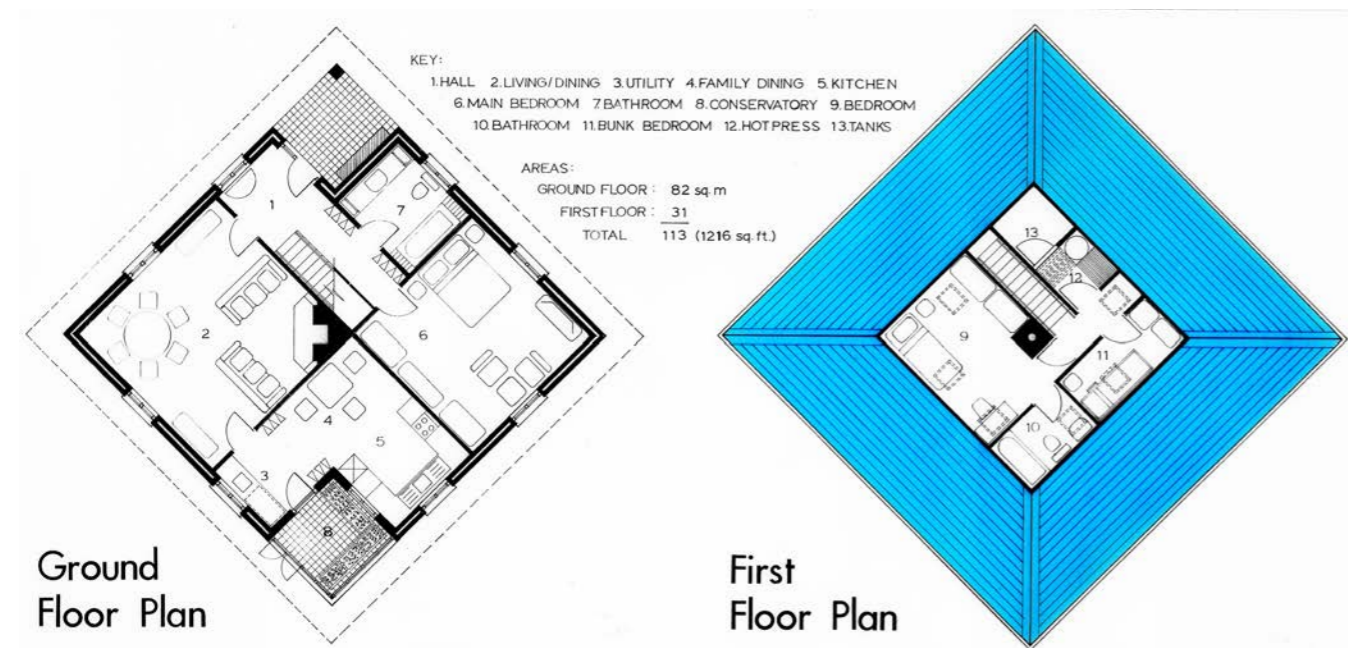 KEY:
1.HALL 2.LIVING/DINING 3.UTILITY 4.FAMILY DINING 5.KITCHEN
6.MAIN BEDROOM 7.BATHROOM 8.CONSERVATORY 9.BEDROOM
10.BATHROOM 11.BUNK BEDROOM 12.HOTPRESS 13.TANKS
AREAS:
GROUND FLOOR: 82 sq.m
FIRST FLOOR: 31
TOTAL 113 (1216 sq.ft.)
1
7
2
6
4
5
3
8
Ground
Floor Plan
13
12
9
11
10
First
Floor Plan